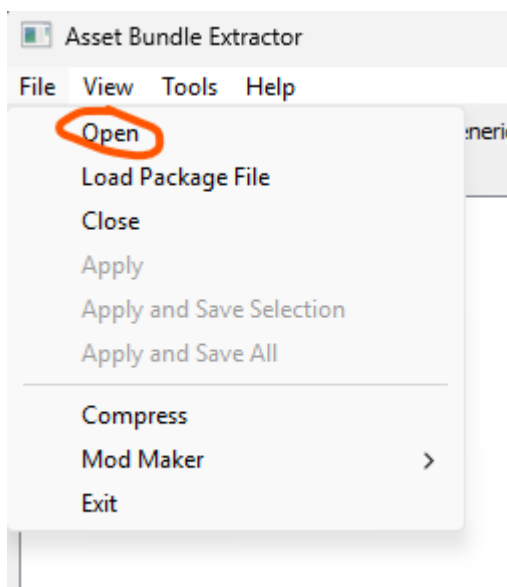 Asset Bundle Extractor
File View Tools Help
Open
Load Package File
Close
Apply
Apply and Save Selection
Apply and Save All
Compress
Mod Maker
Exit